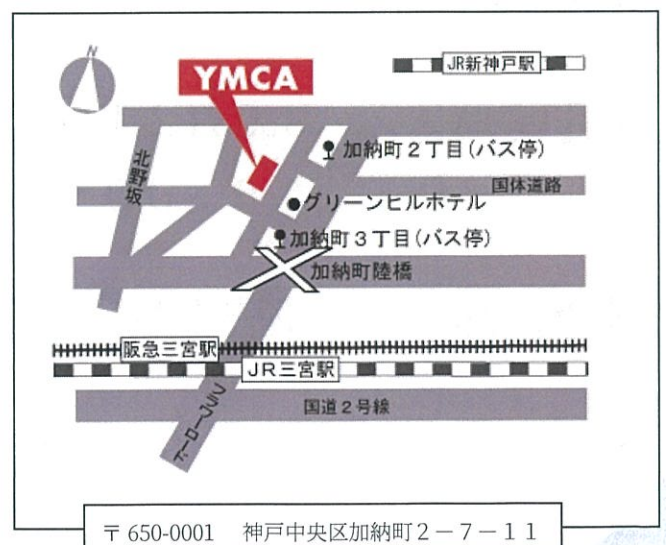 N
YMCA
JR新神戸駅
加納町2丁目(バス停)
北野坂
国体道路
グリーンヒルホテル
加納町3丁目(バス停)
加納町陸橋
阪急三宮駅
JR三宮駅
フラワーロード
国道2号線
〒650-0001 神戸中央区加納町2-7-11